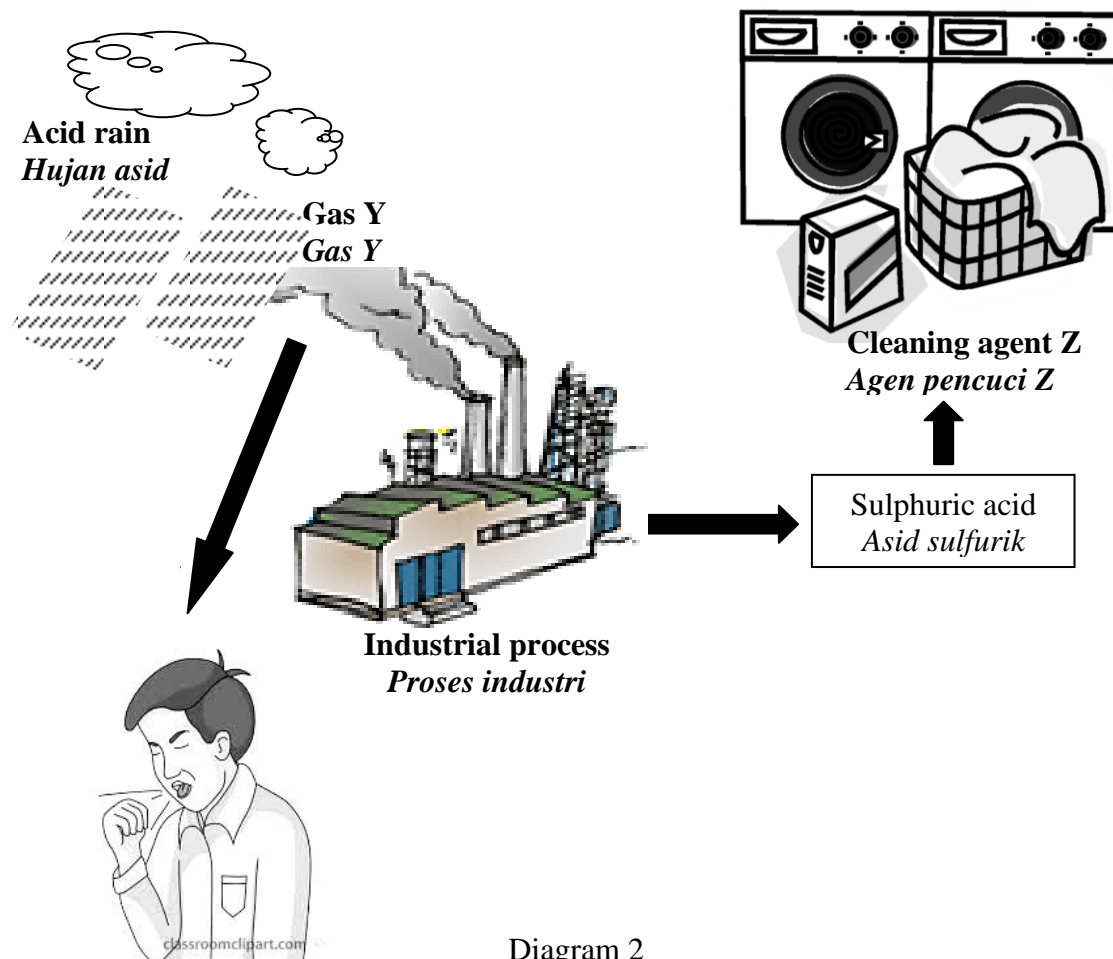 Acid rain
Hujan asid
Gas Y
Gas Y
Cleaning agent Z
Agen pencuci Z
Sulphuric acid
Asid sulfurik
Industrial process
Proses industri
classroomclipart.com
Diagram 2